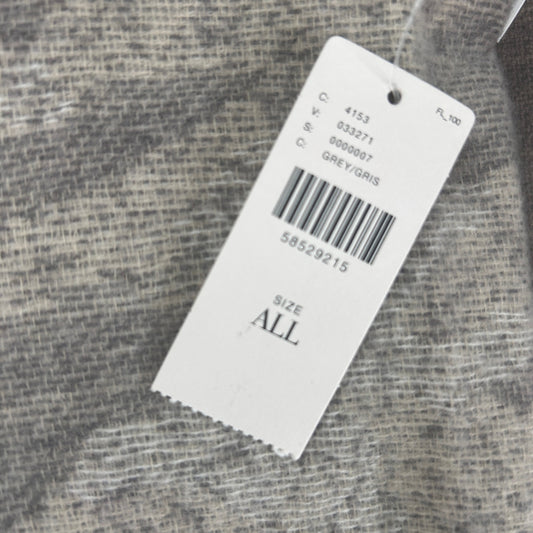 FL_100
C: 4153
V: 033271
S: 0000007
C: GREY/GRIS
58529215
SIZE
ALL